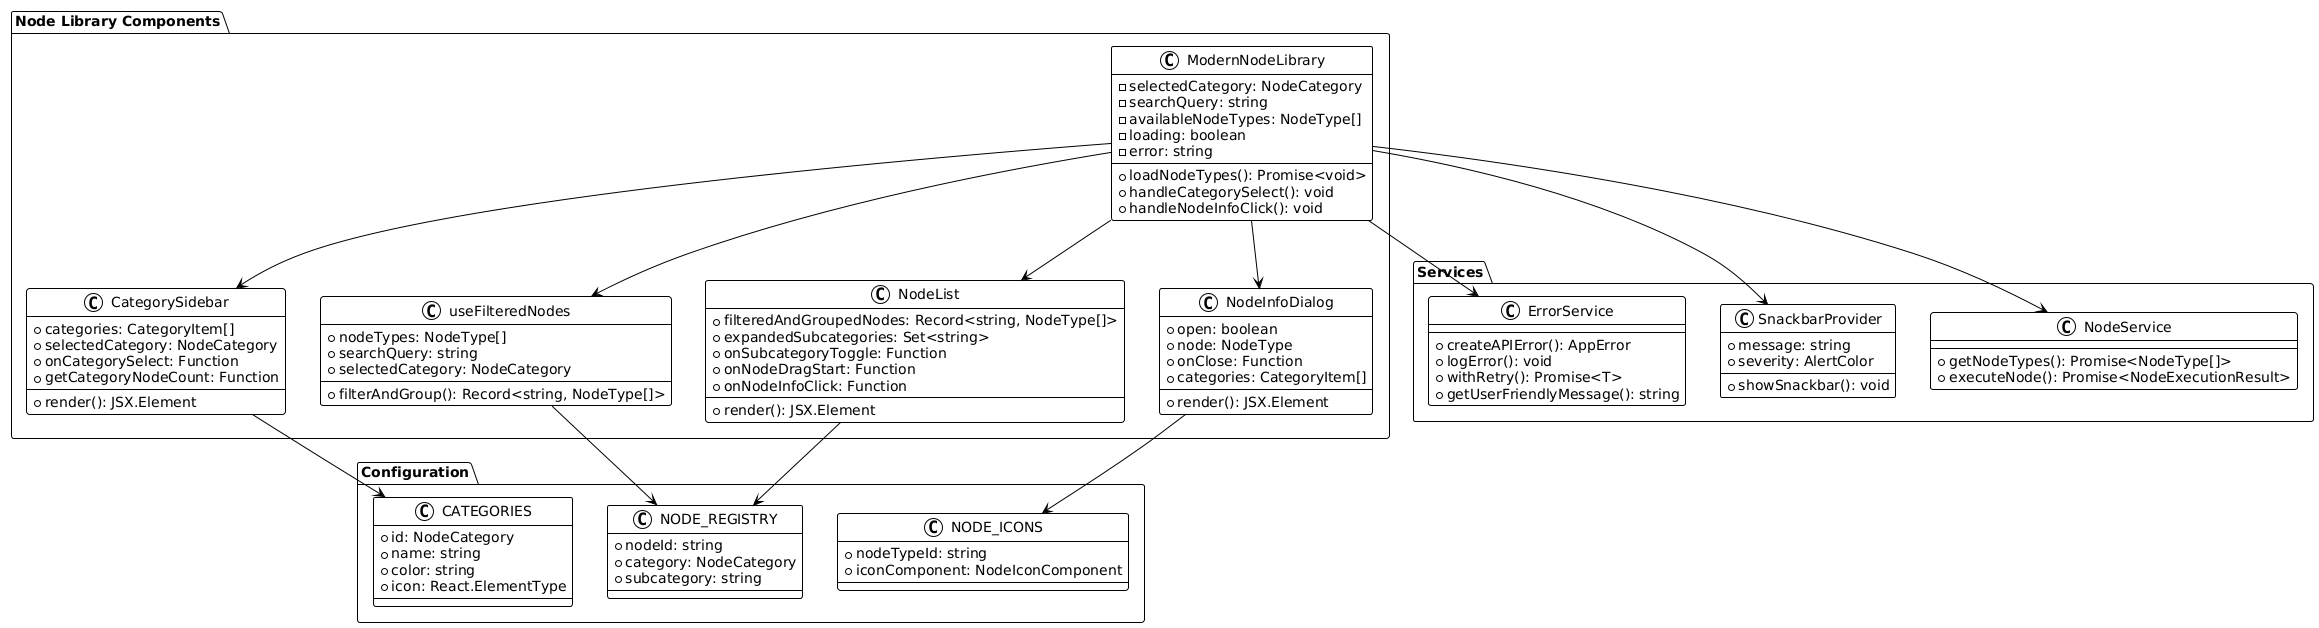 Node Library Components
C ModernNodeLibrary
selectedCategory: NodeCategory
searchQuery: string
availableNodeTypes: NodeType[]
loading: boolean
error: string
loadNodeTypes(): Promise<void>
handleCategorySelect(): void
handleNodeInfoClick(): void
C CategorySidebar
categories: CategoryItem[]
selectedCategory: NodeCategory
onCategorySelect: Function
getCategoryNodeCount: Function
render(): JSX.Element
C useFilteredNodes
nodeTypes: NodeType[]
searchQuery: string
selectedCategory: NodeCategory
filterAndGroup(): Record<string, NodeType[]>
C NodeList
filteredAndGroupedNodes: Record<string, NodeType[]>
expandedSubcategories: Set<string>
onSubcategoryToggle: Function
onNodeDragStart: Function
onNodeInfoClick: Function
render(): JSX.Element
C NodeInfoDialog
open: boolean
node: NodeType
onClose: Function
categories: CategoryItem[]
render(): JSX.Element
Services
C ErrorService
createAPIError(): AppError
logError(): void
withRetry(): Promise<T>
getUserFriendlyMessage(): string
C SnackbarProvider
message: string
severity: AlertColor
showSnackbar(): void
C NodeService
getNodeTypes(): Promise<NodeType[]>
executeNode(): Promise<NodeExecutionResult>
Configuration
C CATEGORIES
id: NodeCategory
name: string
color: string
icon: React.ElementType
C NODE_REGISTRY
nodeId: string
category: NodeCategory
subcategory: string
C NODE_ICONS
nodeTypeId: string
iconComponent: NodeIconComponent